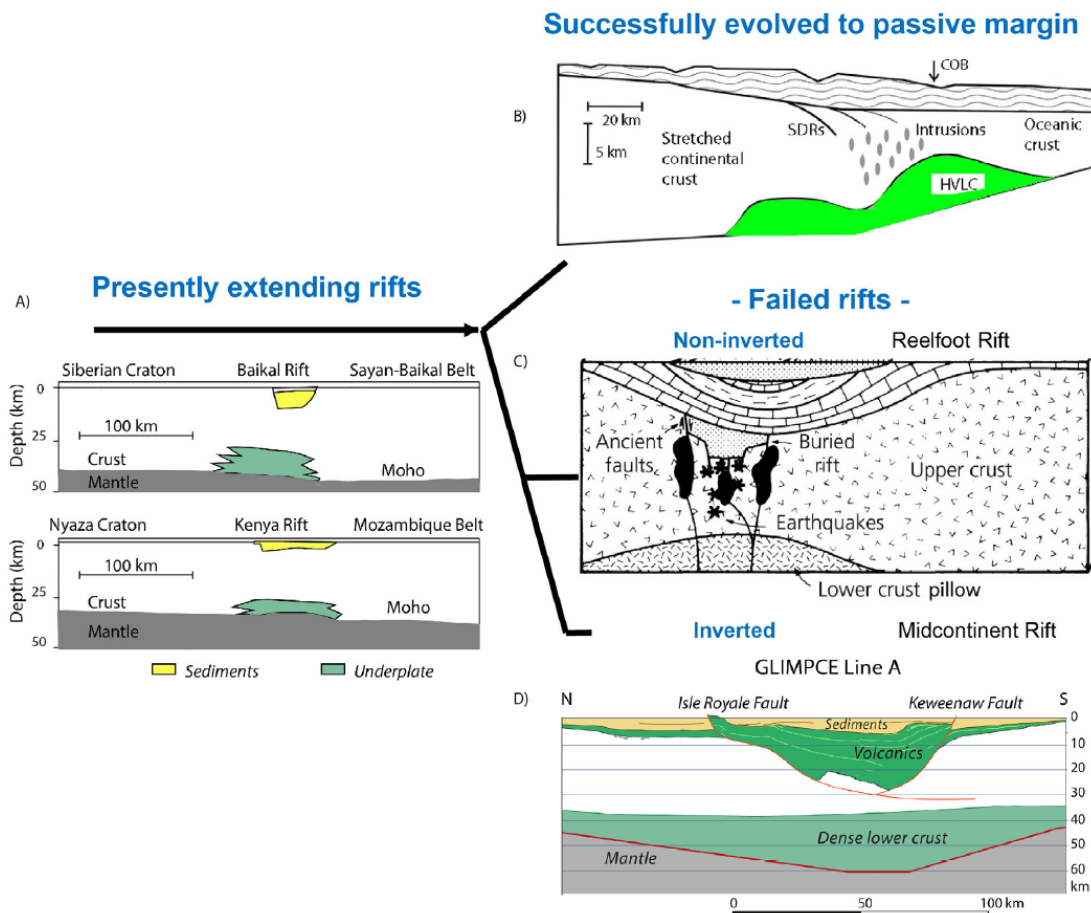 Successfully evolved to passive margin
B)
COB
20 km
5 km
SDRs
Intrusions
Oceanic
crust
Stretched
continental
crust
HVLC
A)
Presently extending rifts
Siberian Craton Baikal Rift Sayan-Baikal Belt
Depth (km)
0
25
50
100 km
Crust
Mantle
Moho
Nyaza Craton Kenya Rift Mozambique Belt
Depth (km)
0
25
50
100 km
Crust
Mantle
Moho
Sediments Underplate
- Failed rifts -
Non-inverted Reelfoot Rift
C)
Ancient
faults
Buried
rift
Upper crust
Earthquakes
Lower crust pillow
Inverted Midcontinent Rift
GLIMPCE Line A
D)
N Isle Royale Fault Keweenaw Fault S
Sediments
Volcanics
Dense lower crust
Mantle
0
10
20
30
40
50
60
km
0 50 100 km